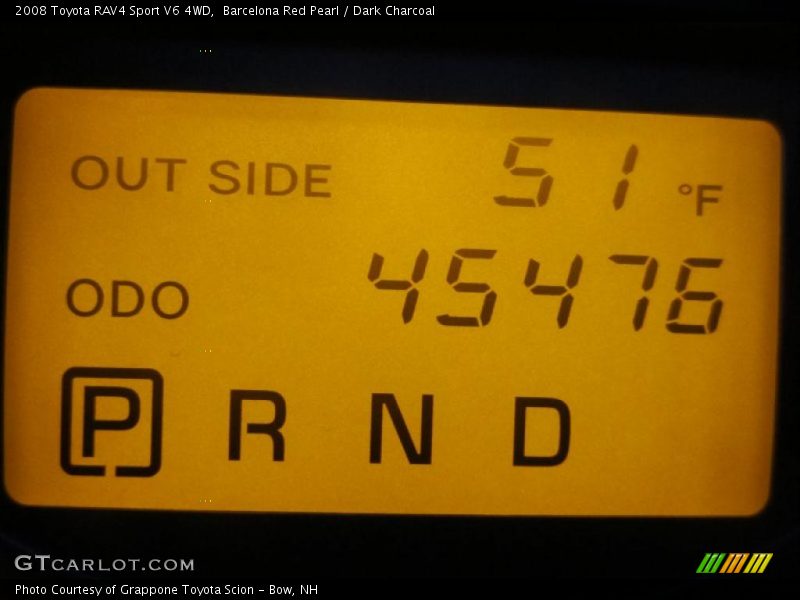 2008 Toyota RAV4 Sport V6 4WD,  Barcelona Red Pearl / Dark Charcoal
OUT SIDE 51 °F
ODO 45476
P R N D
GTCARLOT.COM
Photo Courtesy of Grappone Toyota Scion - Bow, NH